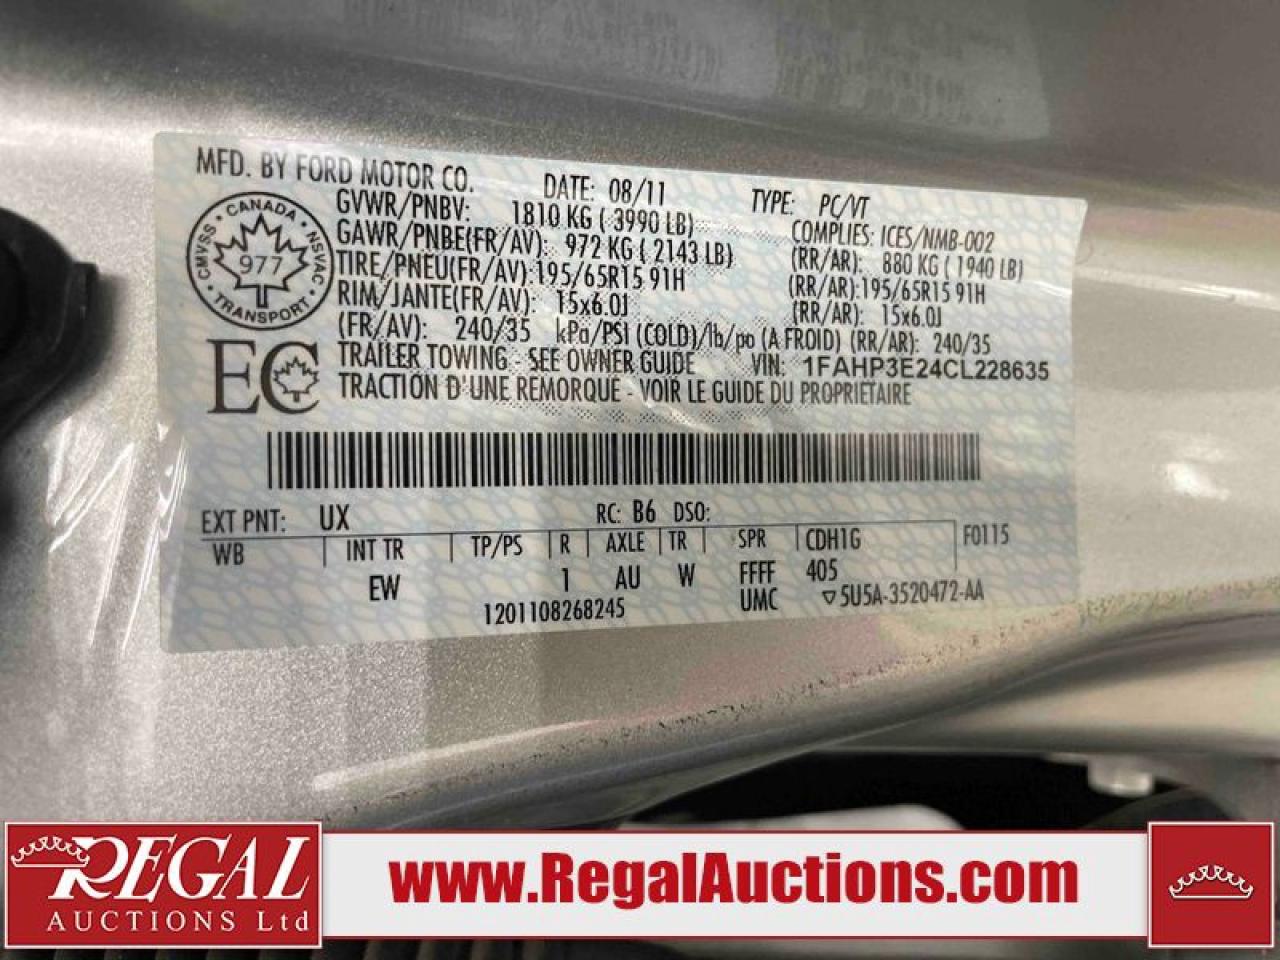 MFD. BY FORD MOTOR CO. DATE: 08/11 TYPE: PC/VT
GVWR/PNBV: 1810 KG ( 3990 LB) COMPLIES: ICES/NMB-002
GAWR/PNBE(FR/AV): 972 KG ( 2143 LB) (RR/AR): 880 KG ( 1940 LB)
TIRE/PNEU(FR/AV): 195/65R15 91H (RR/AR): 195/65R15 91H
RIM/JANTE(FR/AV): 15x6.0J (RR/AR): 15x6.0J
(FR/AV): 240/35 kPa/PSI (COLD)/lb/po (A FROID) (RR/AR): 240/35
TRAILER TOWING - SEE OWNER GUIDE VIN: 1FAHP3E24CL228635
TRACTION D'UNE REMORQUE - VOIR LE GUIDE DU PROPRIETAIRE
CANADA
CMVSS 977 NSVAC
TRANSPORT
EC
EXT PNT: UX RC: B6 DSO:
WB INT TR TP/PS R AXLE TR SPR CDH1G F0115
EW 1 AU W FFFF 405
1201108268245 UMC ▽5U5A-3520472-AA
REGAL
AUCTIONS Ltd
www.RegalAuctions.com